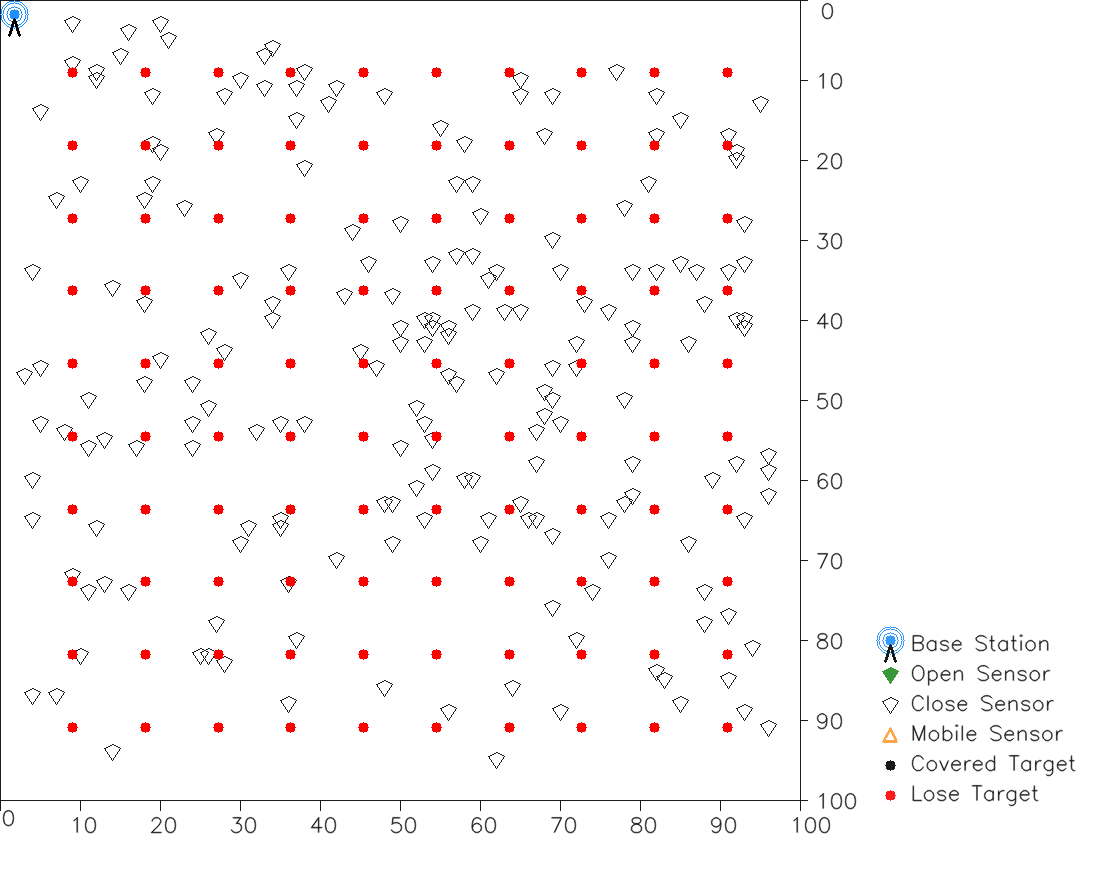 0
10
20
30
40
50
60
70
80
90
100
0 10 20 30 40 50 60 70 80 90 100
Base Station
Open Sensor
Close Sensor
Mobile Sensor
Covered Target
Lose Target